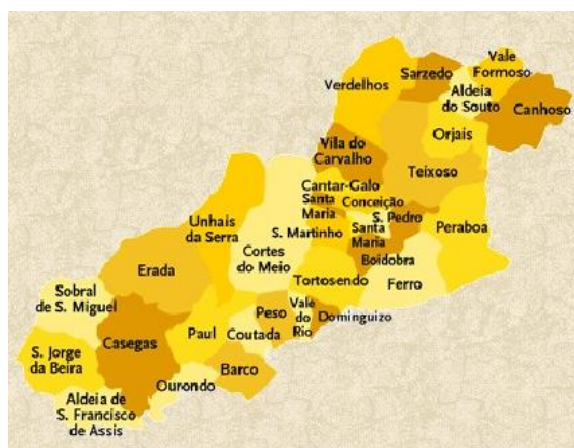 Vale
Formoso
Sarzedo
Verdelhos
Aldeia
do Souto
Canhoso
Orjais
Vila do
Carvalho
Teixoso
Cantar-Galo
Santa
Maria
Conceição
S. Pedro
Unhais
da Serra
S. Martinho
Santa
Maria
Peraboa
Cortes
do Meio
Boidobra
Erada
Tortosendo
Ferro
Sobral
de S. Miguel
Vale
do
Rio
Peso
Dominguizo
Casegas
Paul
Coutada
S. Jorge
da Beira
Barco
Ourondo
Aldeia de
S. Francisco
de Assis